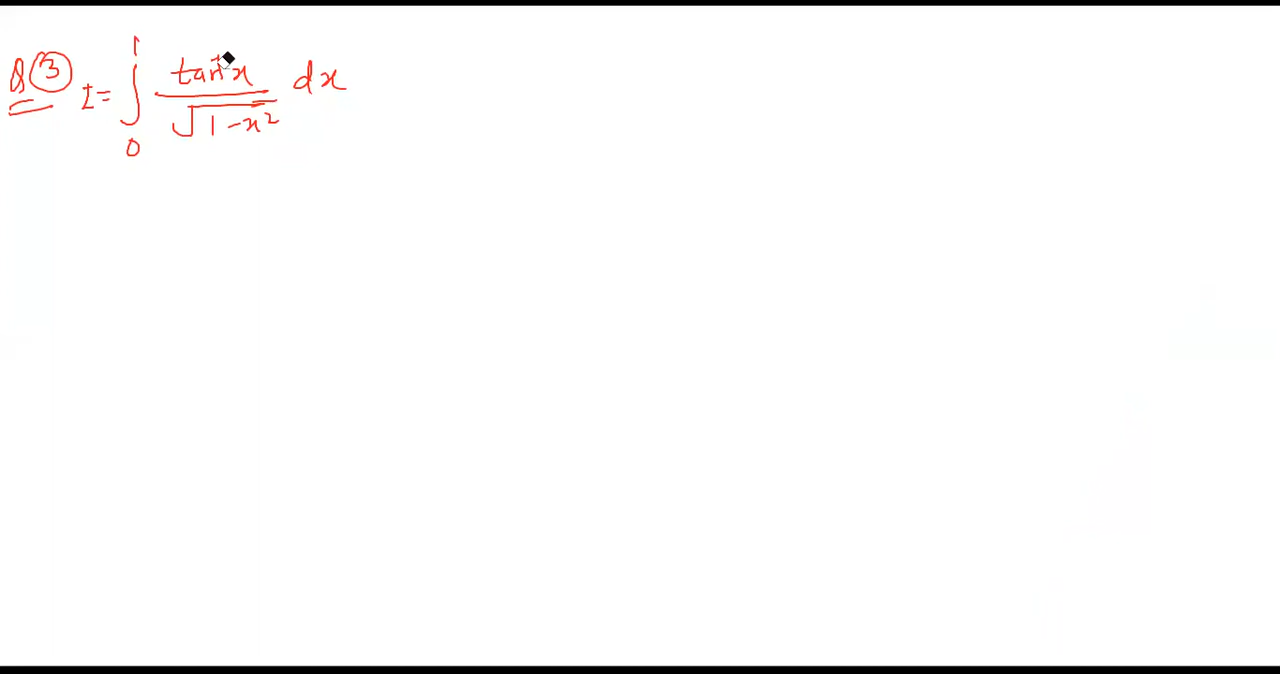 Q③ I = ∫₀¹ tan⁻¹x / √(1-x²) dx